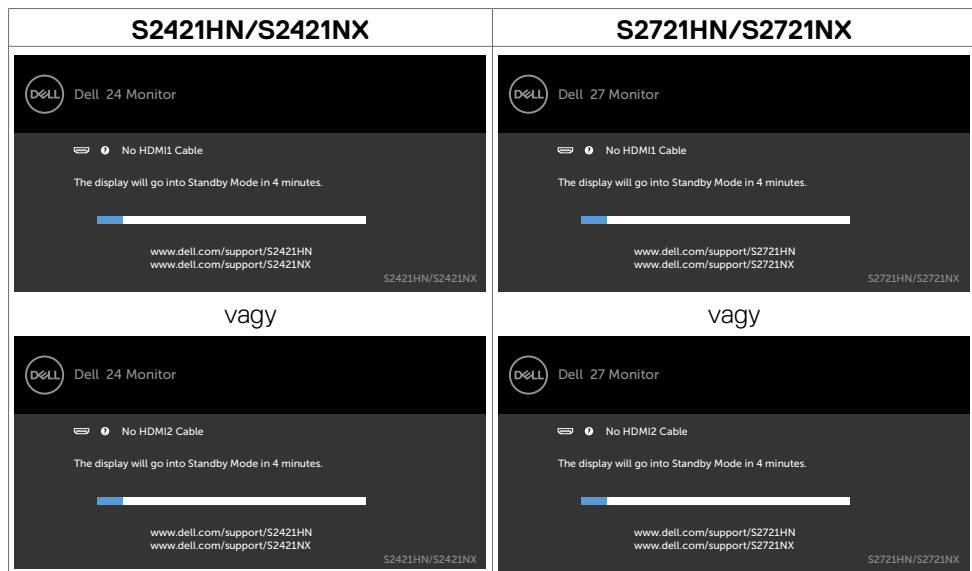 S2421HN/S2421NX
S2721HN/S2721NX
DELL Dell 24 Monitor
No HDMI1 Cable
The display will go into Standby Mode in 4 minutes.
www.dell.com/support/S2421HN
www.dell.com/support/S2421NX
S2421HN/S2421NX
DELL Dell 27 Monitor
No HDMI1 Cable
The display will go into Standby Mode in 4 minutes.
www.dell.com/support/S2721HN
www.dell.com/support/S2721NX
S2721HN/S2721NX
vagy
vagy
DELL Dell 24 Monitor
? No HDMI2 Cable
The display will go into Standby Mode in 4 minutes.
www.dell.com/support/S2421HN
www.dell.com/support/S2421NX
S2421HN/S2421NX
DELL Dell 27 Monitor
? No HDMI2 Cable
The display will go into Standby Mode in 4 minutes.
www.dell.com/support/S2721HN
www.dell.com/support/S2721NX
S2721HN/S2721NX